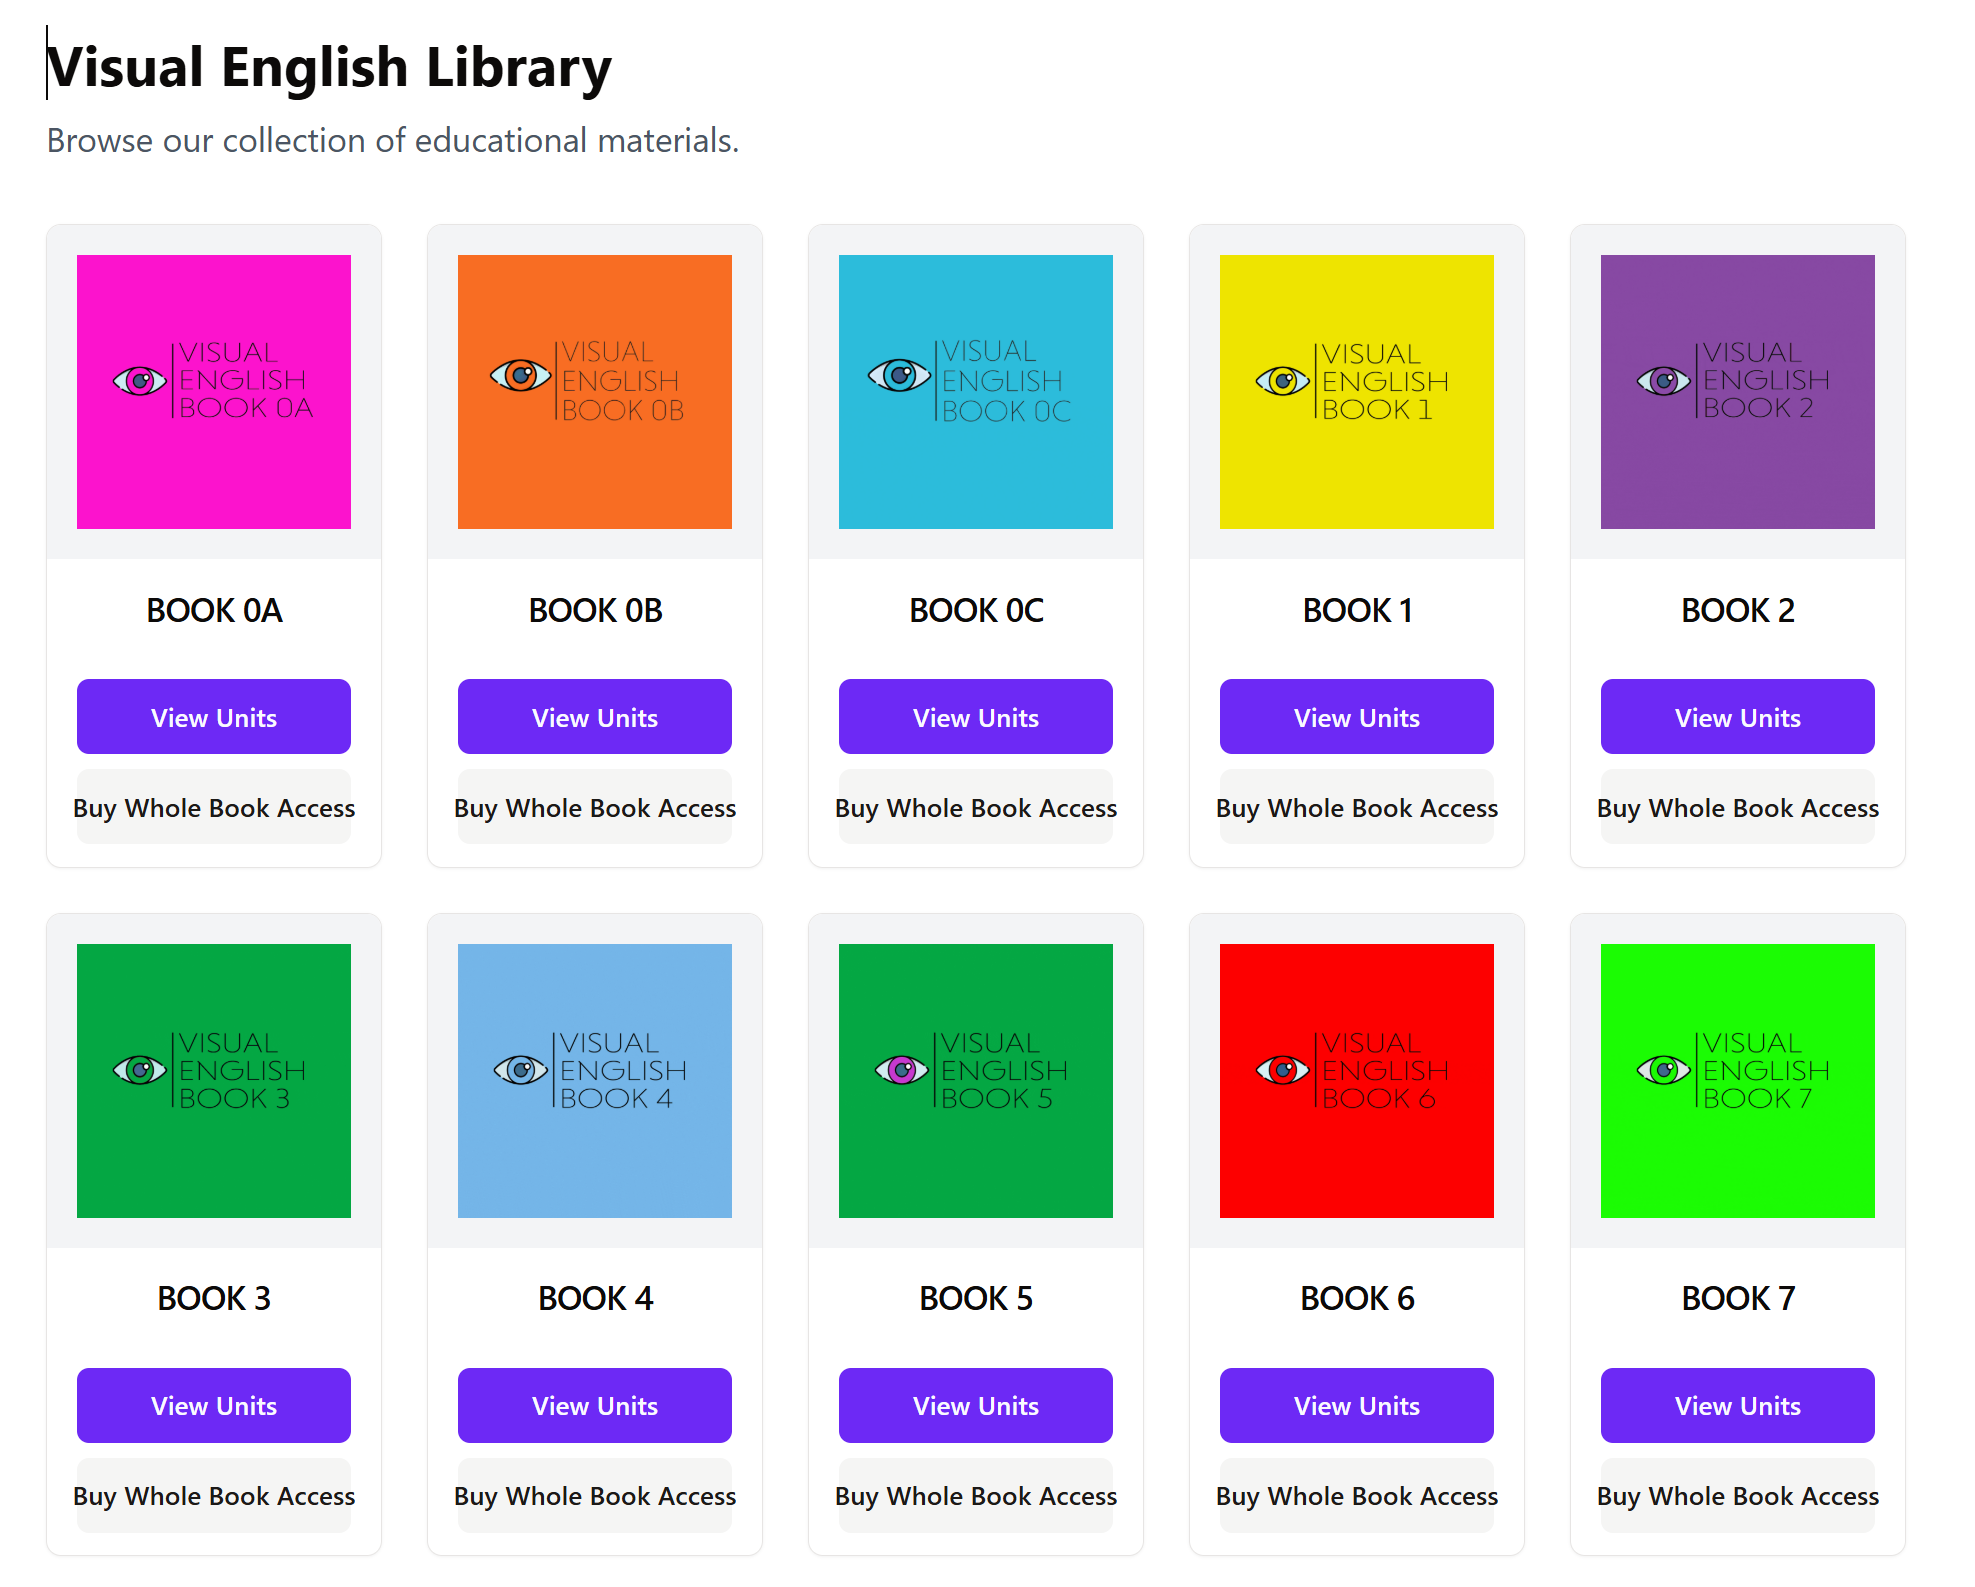 Visual English Library
Browse our collection of educational materials.
VISUAL
ENGLISH
BOOK 0A
VISUAL
ENGLISH
BOOK 0B
VISUAL
ENGLISH
BOOK 0C
VISUAL
ENGLISH
BOOK 1
VISUAL
ENGLISH
BOOK 2
BOOK 0A
BOOK 0B
BOOK 0C
BOOK 1
BOOK 2
View Units
View Units
View Units
View Units
View Units
Buy Whole Book Access
Buy Whole Book Access
Buy Whole Book Access
Buy Whole Book Access
Buy Whole Book Access
VISUAL
ENGLISH
BOOK 3
VISUAL
ENGLISH
BOOK 4
VISUAL
ENGLISH
BOOK 5
VISUAL
ENGLISH
BOOK 6
VISUAL
ENGLISH
BOOK 7
BOOK 3
BOOK 4
BOOK 5
BOOK 6
BOOK 7
View Units
View Units
View Units
View Units
View Units
Buy Whole Book Access
Buy Whole Book Access
Buy Whole Book Access
Buy Whole Book Access
Buy Whole Book Access